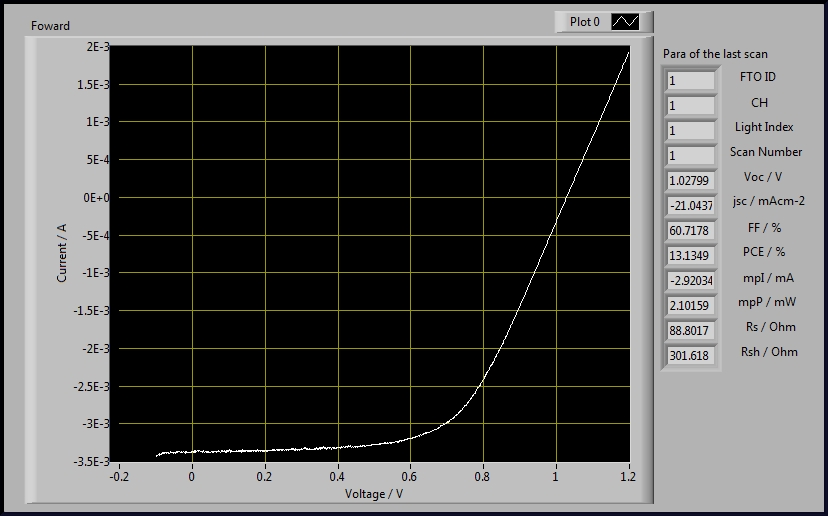 Foward
Plot 0
2E-3
1.5E-3
1E-3
5E-4
0E+0
-5E-4
-1E-3
-1.5E-3
-2E-3
-2.5E-3
-3E-3
-3.5E-3
Current / A
-0.2 0 0.2 0.4 0.6 0.8 1 1.2
Voltage / V
Para of the last scan
1 FTO ID
1 CH
1 Light Index
1 Scan Number
1.02799 Voc / V
-21.0437 jsc / mAcm-2
60.7178 FF / %
13.1349 PCE / %
-2.92034 mpI / mA
2.10159 mpP / mW
88.8017 Rs / Ohm
301.618 Rsh / Ohm